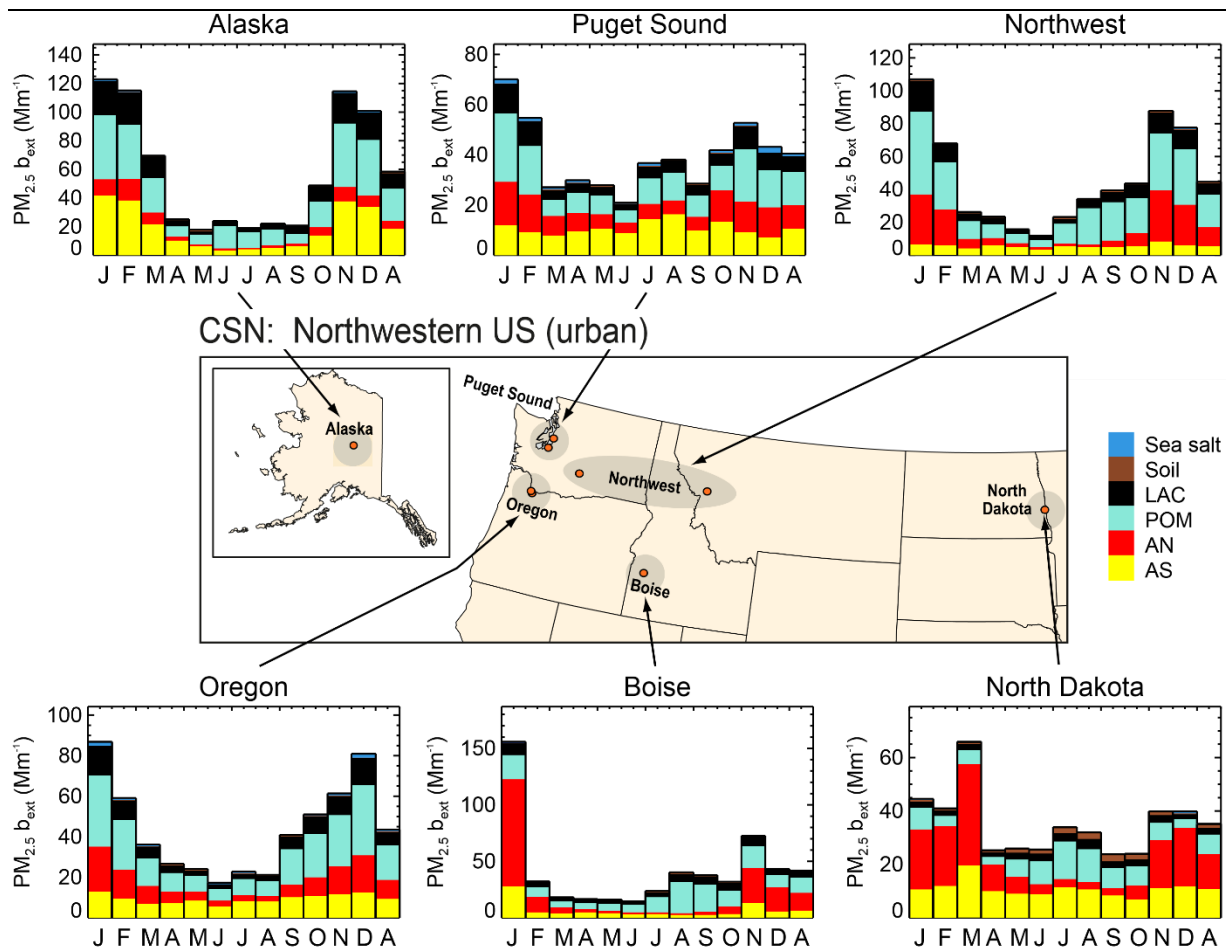 Alaska
Puget Sound
Northwest
PM2.5 bext (Mm-1)
140
120
100
80
60
40
20
0
J F M A M J J A S O N D A
PM2.5 bext (Mm-1)
80
60
40
20
0
J F M A M J J A S O N D A
PM2.5 bext (Mm-1)
120
100
80
60
40
20
0
J F M A M J J A S O N D A
CSN: Northwestern US (urban)
Puget Sound
Alaska
Northwest
Oregon
Boise
North
Dakota
Sea salt
Soil
LAC
POM
AN
AS
Oregon
Boise
North Dakota
PM2.5 bext (Mm-1)
100
80
60
40
20
0
J F M A M J J A S O N D A
PM2.5 bext (Mm-1)
150
100
50
0
J F M A M J J A S O N D A
PM2.5 bext (Mm-1)
60
40
20
0
J F M A M J J A S O N D A